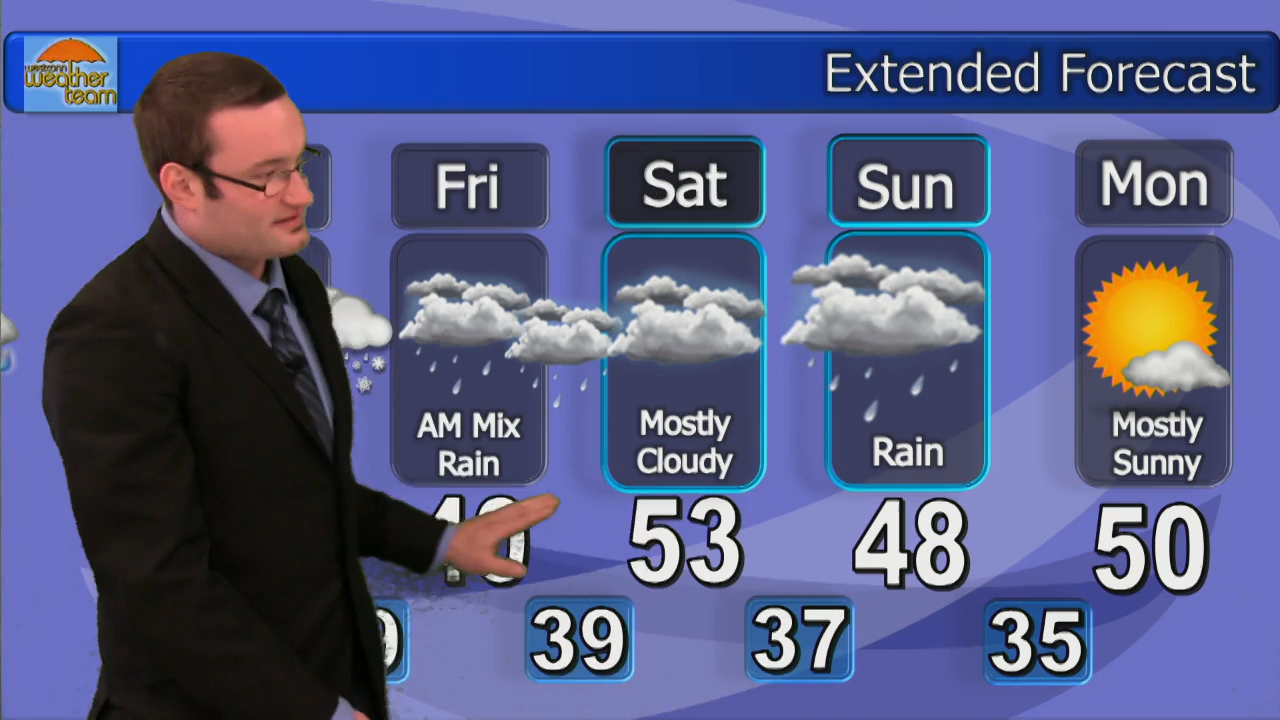 westconn
weather
team
Extended Forecast
Fri
Sat
Sun
Mon
AM Mix
Rain
Mostly
Cloudy
Rain
Mostly
Sunny
53
48
50
39
37
35